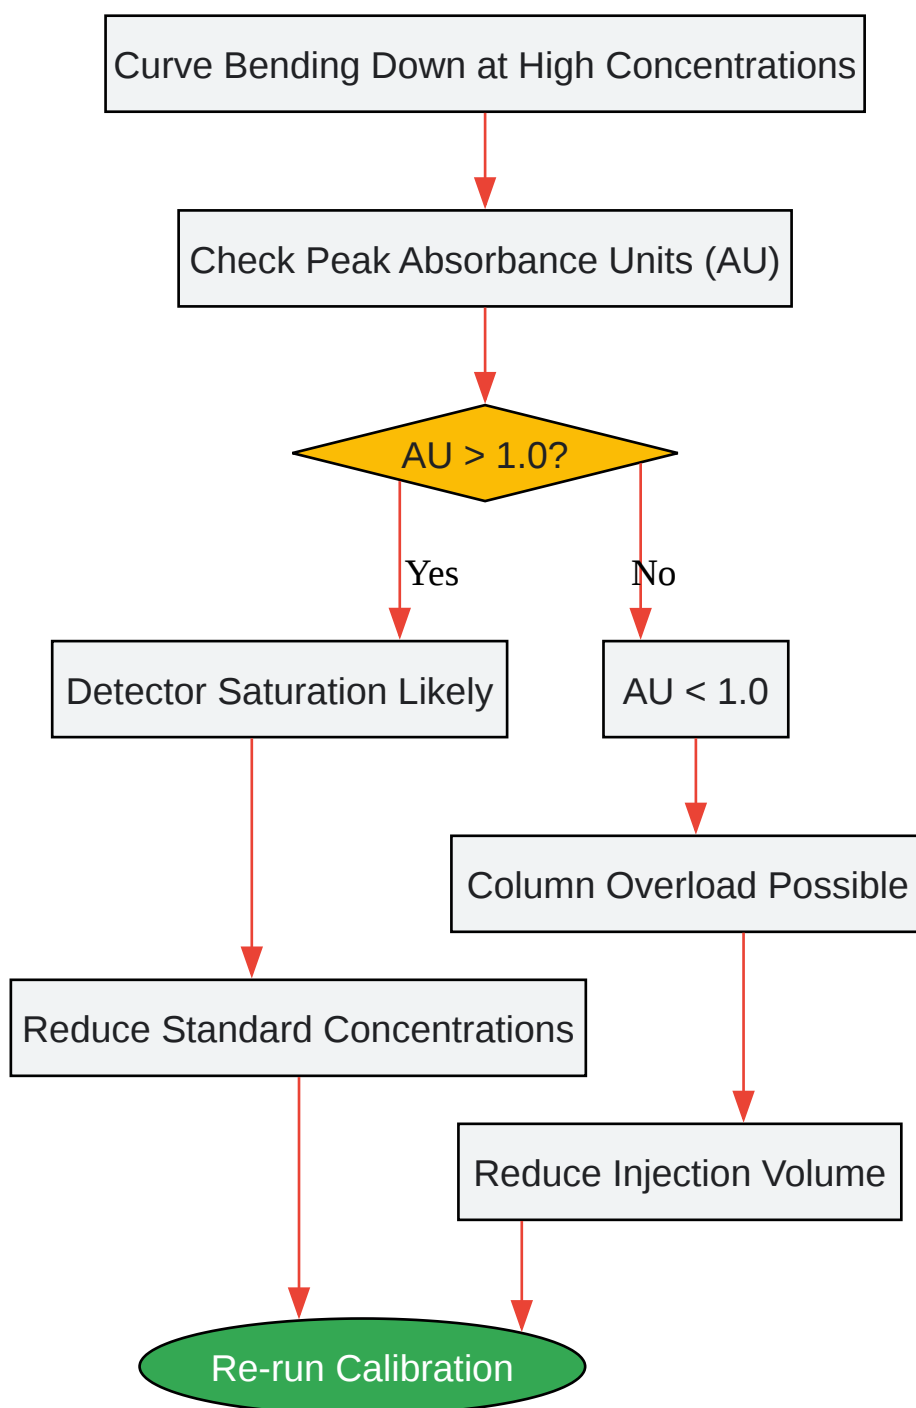 Curve Bending Down at High Concentrations
Check Peak Absorbance Units (AU)
AU > 1.0?
Yes
No
Detector Saturation Likely
AU < 1.0
Column Overload Possible
Reduce Standard Concentrations
Reduce Injection Volume
Re-run Calibration